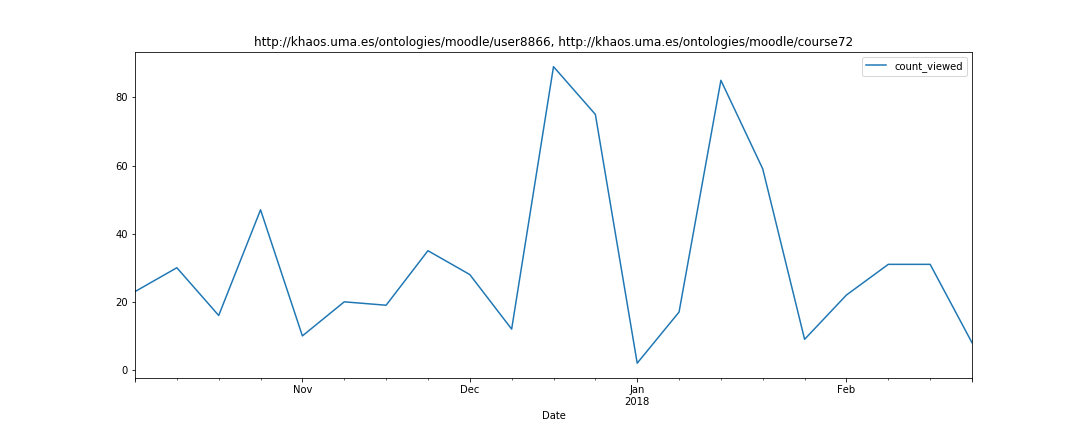 http://khaos.uma.es/ontologies/moodle/user8866, http://khaos.uma.es/ontologies/moodle/course72
count_viewed
80
60
40
20
0
Nov
Dec
Jan
2018
Feb
Date